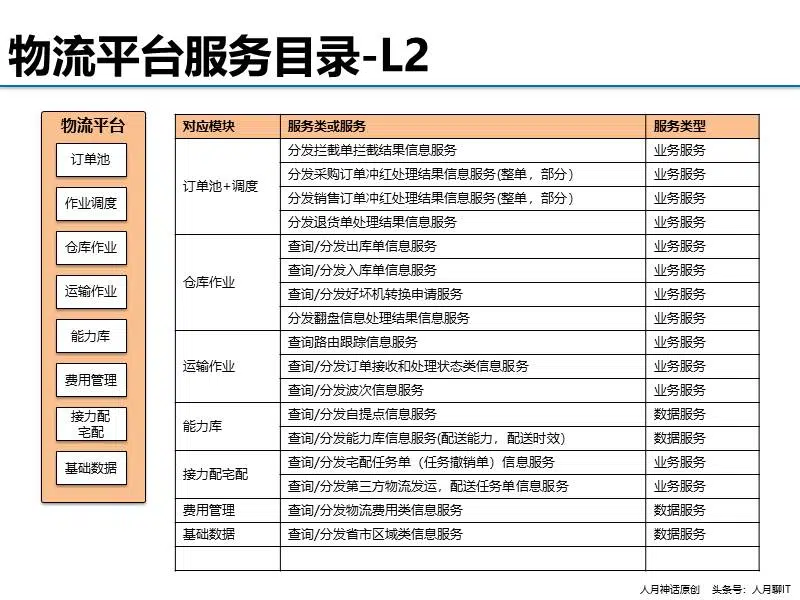 物流平台服务目录-L2
物流平台
订单池
作业调度
仓库作业
运输作业
能力库
费用管理
接力配
宅配
基础数据
对应模块 服务类或服务 服务类型
订单池+调度
分发拦截单拦截结果信息服务 业务服务
分发采购订单冲红处理结果信息服务(整单，部分） 业务服务
分发销售订单冲红处理结果信息服务(整单，部分） 业务服务
分发退货单处理结果信息服务 业务服务
仓库作业
查询/分发出库单信息服务 业务服务
查询/分发入库单信息服务 业务服务
查询/分发好坏机转换申请服务 业务服务
分发翻盘信息处理结果信息服务 业务服务
运输作业
查询路由跟踪信息服务 业务服务
查询/分发订单接收和处理状态类信息服务 业务服务
查询/分发波次信息服务 业务服务
能力库
查询/分发自提点信息服务 数据服务
查询/分发能力库信息服务(配送能力，配送时效) 数据服务
接力配宅配
查询/分发宅配任务单（任务撤销单）信息服务 业务服务
查询/分发第三方物流发运，配送任务单信息服务 业务服务
费用管理 查询/分发物流费用类信息服务 数据服务
基础数据 查询/分发省市区域类信息服务 数据服务
人月神话原创 头条号：人月聊IT